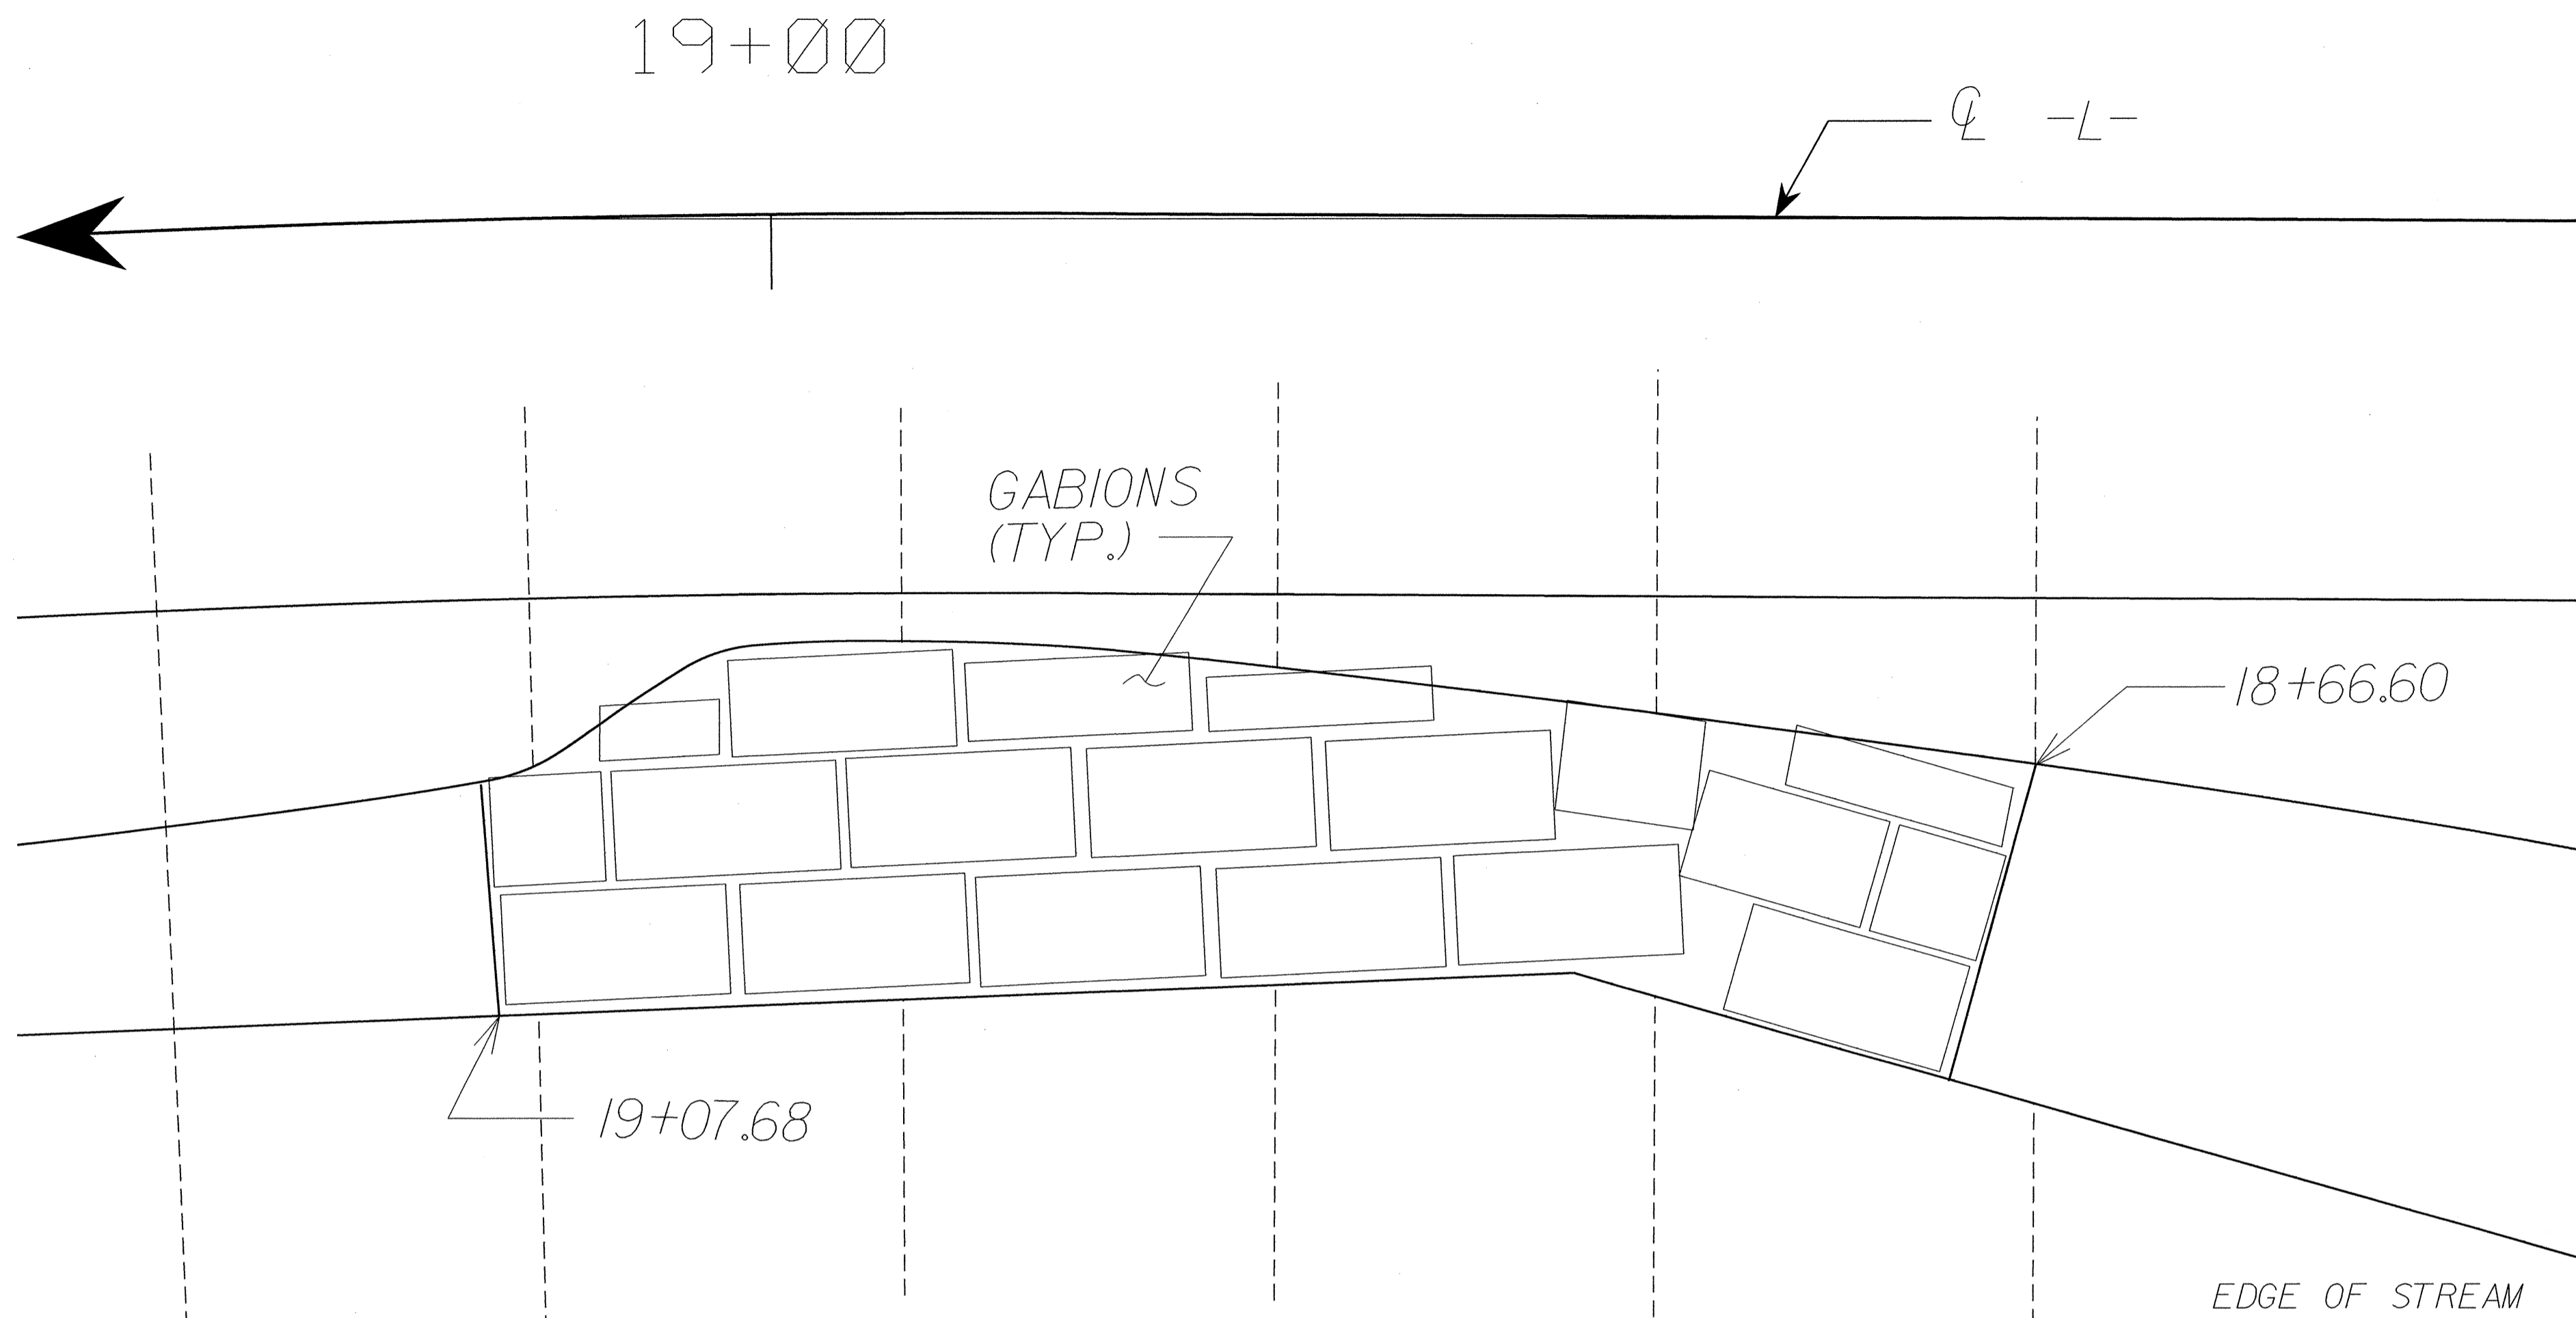 19+00
℄ -L-
GABIONS
(TYP.)
18+66.60
19+07.68
EDGE OF STREAM